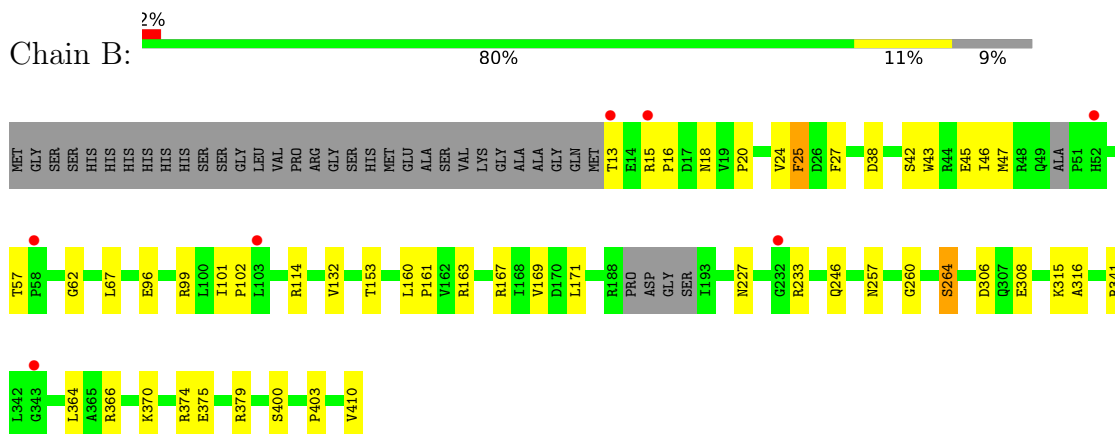 2%
Chain B:
80% 11% 9%
MET GLY SER SER HIS HIS HIS HIS HIS HIS SER SER GLY LEU VAL PRO ARG GLY SER HIS MET GLU ALA SER VAL LYS GLY ALA ALA GLY GLN MET T13 E14 R15 P16 D17 N18 V19 P20 V24 F25 D26 F27 D38 S42 W43 R44 E45 I46 M47 R48 Q49 ALA P51 H52
T57 P58 G62 L67 E96 R99 L100 I101 P102 L103 R114 V132 T153 L160 P161 V162 R163 R167 I168 V169 D170 L171 R188 PRO ASP GLY SER I193 N227 G232 R233 Q246 N257 G260 S264 D306 Q307 E308 K315 A316
L342 G343 L364 A365 R366 K370 R374 E375 R379 S400 P403 V410